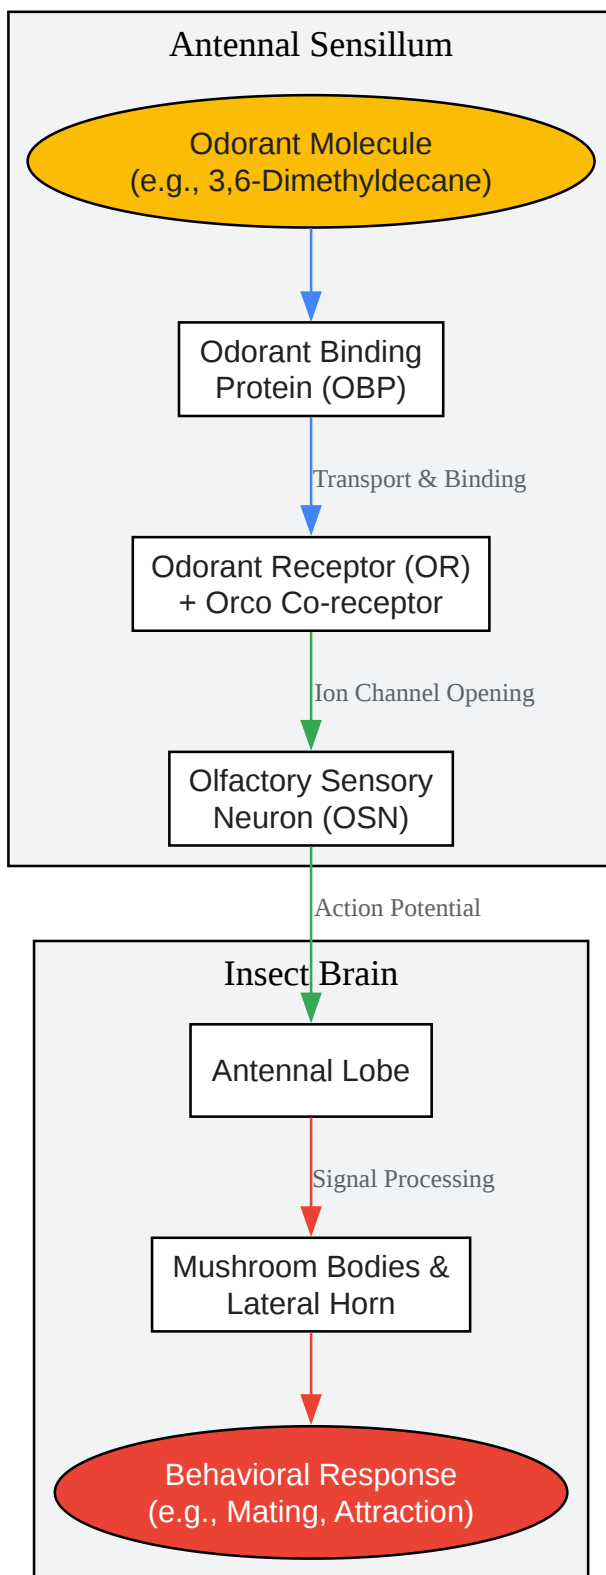 Antennal Sensillum
Odorant Molecule
(e.g., 3,6-Dimethyldecane)
Odorant Binding
Protein (OBP)
Transport & Binding
Odorant Receptor (OR)
+ Orco Co-receptor
Ion Channel Opening
Olfactory Sensory
Neuron (OSN)
Action Potential
Insect Brain
Antennal Lobe
Signal Processing
Mushroom Bodies &
Lateral Horn
Behavioral Response
(e.g., Mating, Attraction)